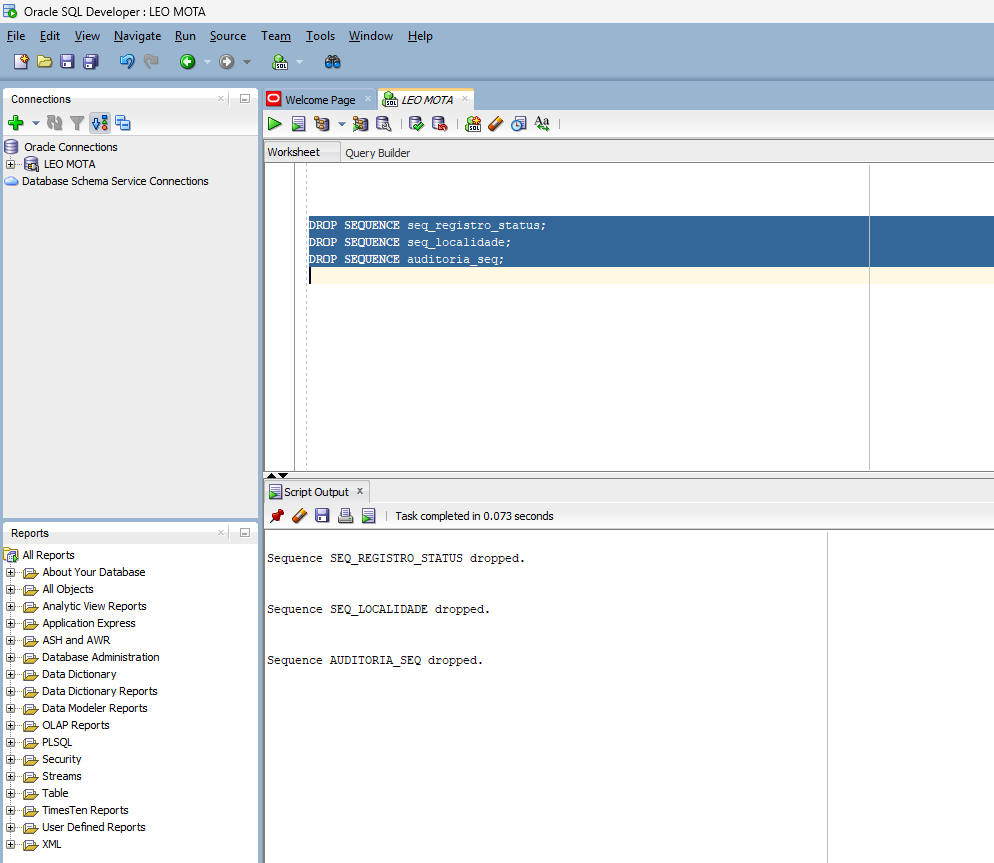 Oracle SQL Developer : LEO MOTA
File Edit View Navigate Run Source Team Tools Window Help
Connections
Oracle Connections
LEO MOTA
Database Schema Service Connections
Welcome Page
LEO MOTA
Worksheet
Query Builder
DROP SEQUENCE seq_registro_status;
DROP SEQUENCE seq_localidade;
DROP SEQUENCE auditoria_seq;
Script Output
Task completed in 0.073 seconds
Sequence SEQ_REGISTRO_STATUS dropped.
Sequence SEQ_LOCALIDADE dropped.
Sequence AUDITORIA_SEQ dropped.
Reports
All Reports
About Your Database
All Objects
Analytic View Reports
Application Express
ASH and AWR
Database Administration
Data Dictionary
Data Dictionary Reports
Data Modeler Reports
OLAP Reports
PLSQL
Security
Streams
Table
TimesTen Reports
User Defined Reports
XML